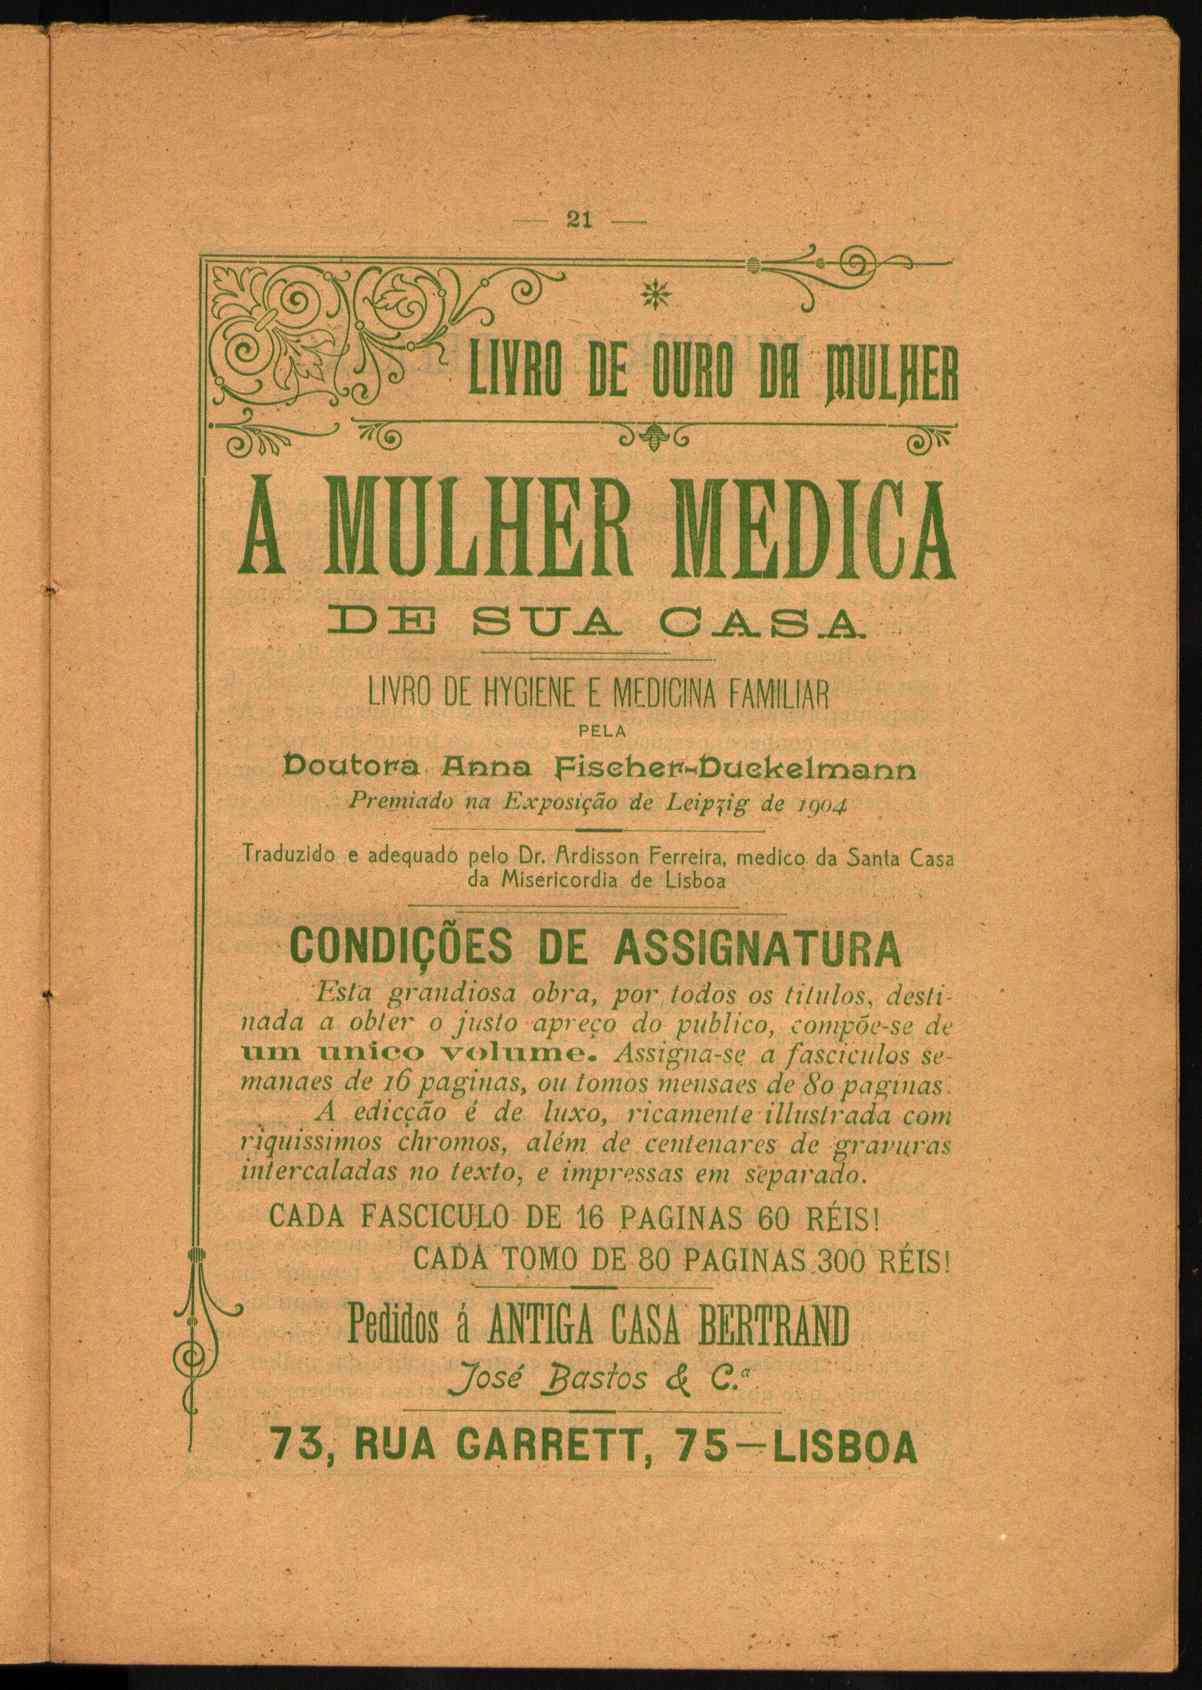 — 21 —
LIVRO DE OURO DA MULHER
A MULHER MEDICA
DE SUA CASA
LIVRO DE HYGIENE E MEDICINA FAMILIAR
PELA
Doutora Anna Fischer-Duckelmann
Premiado na Exposição de Leipzig de 1904
Traduzido e adequado pelo Dr. Ardisson Ferreira, medico da Santa Casa
da Misericordia de Lisboa
CONDIÇÕES DE ASSIGNATURA
Esta grandiosa obra, por todos os titulos, desti-
nada a obter o justo apreço do publico, compõe-se de
um unico volume. Assigna-se a fasciculos se-
manaes de 16 paginas, ou tomos mensaes de 80 paginas.
A edicção é de luxo, ricamente illustrada com
riquissimos chromos, além de centenares de gravuras
intercaladas no texto, e impressas em separado.
CADA FASCICULO DE 16 PAGINAS 60 RÉIS!
CADA TOMO DE 80 PAGINAS 300 RÉIS!
Pedidos á ANTIGA CASA BERTRAND
José Bastos & C.ª
73, RUA GARRETT, 75—LISBOA